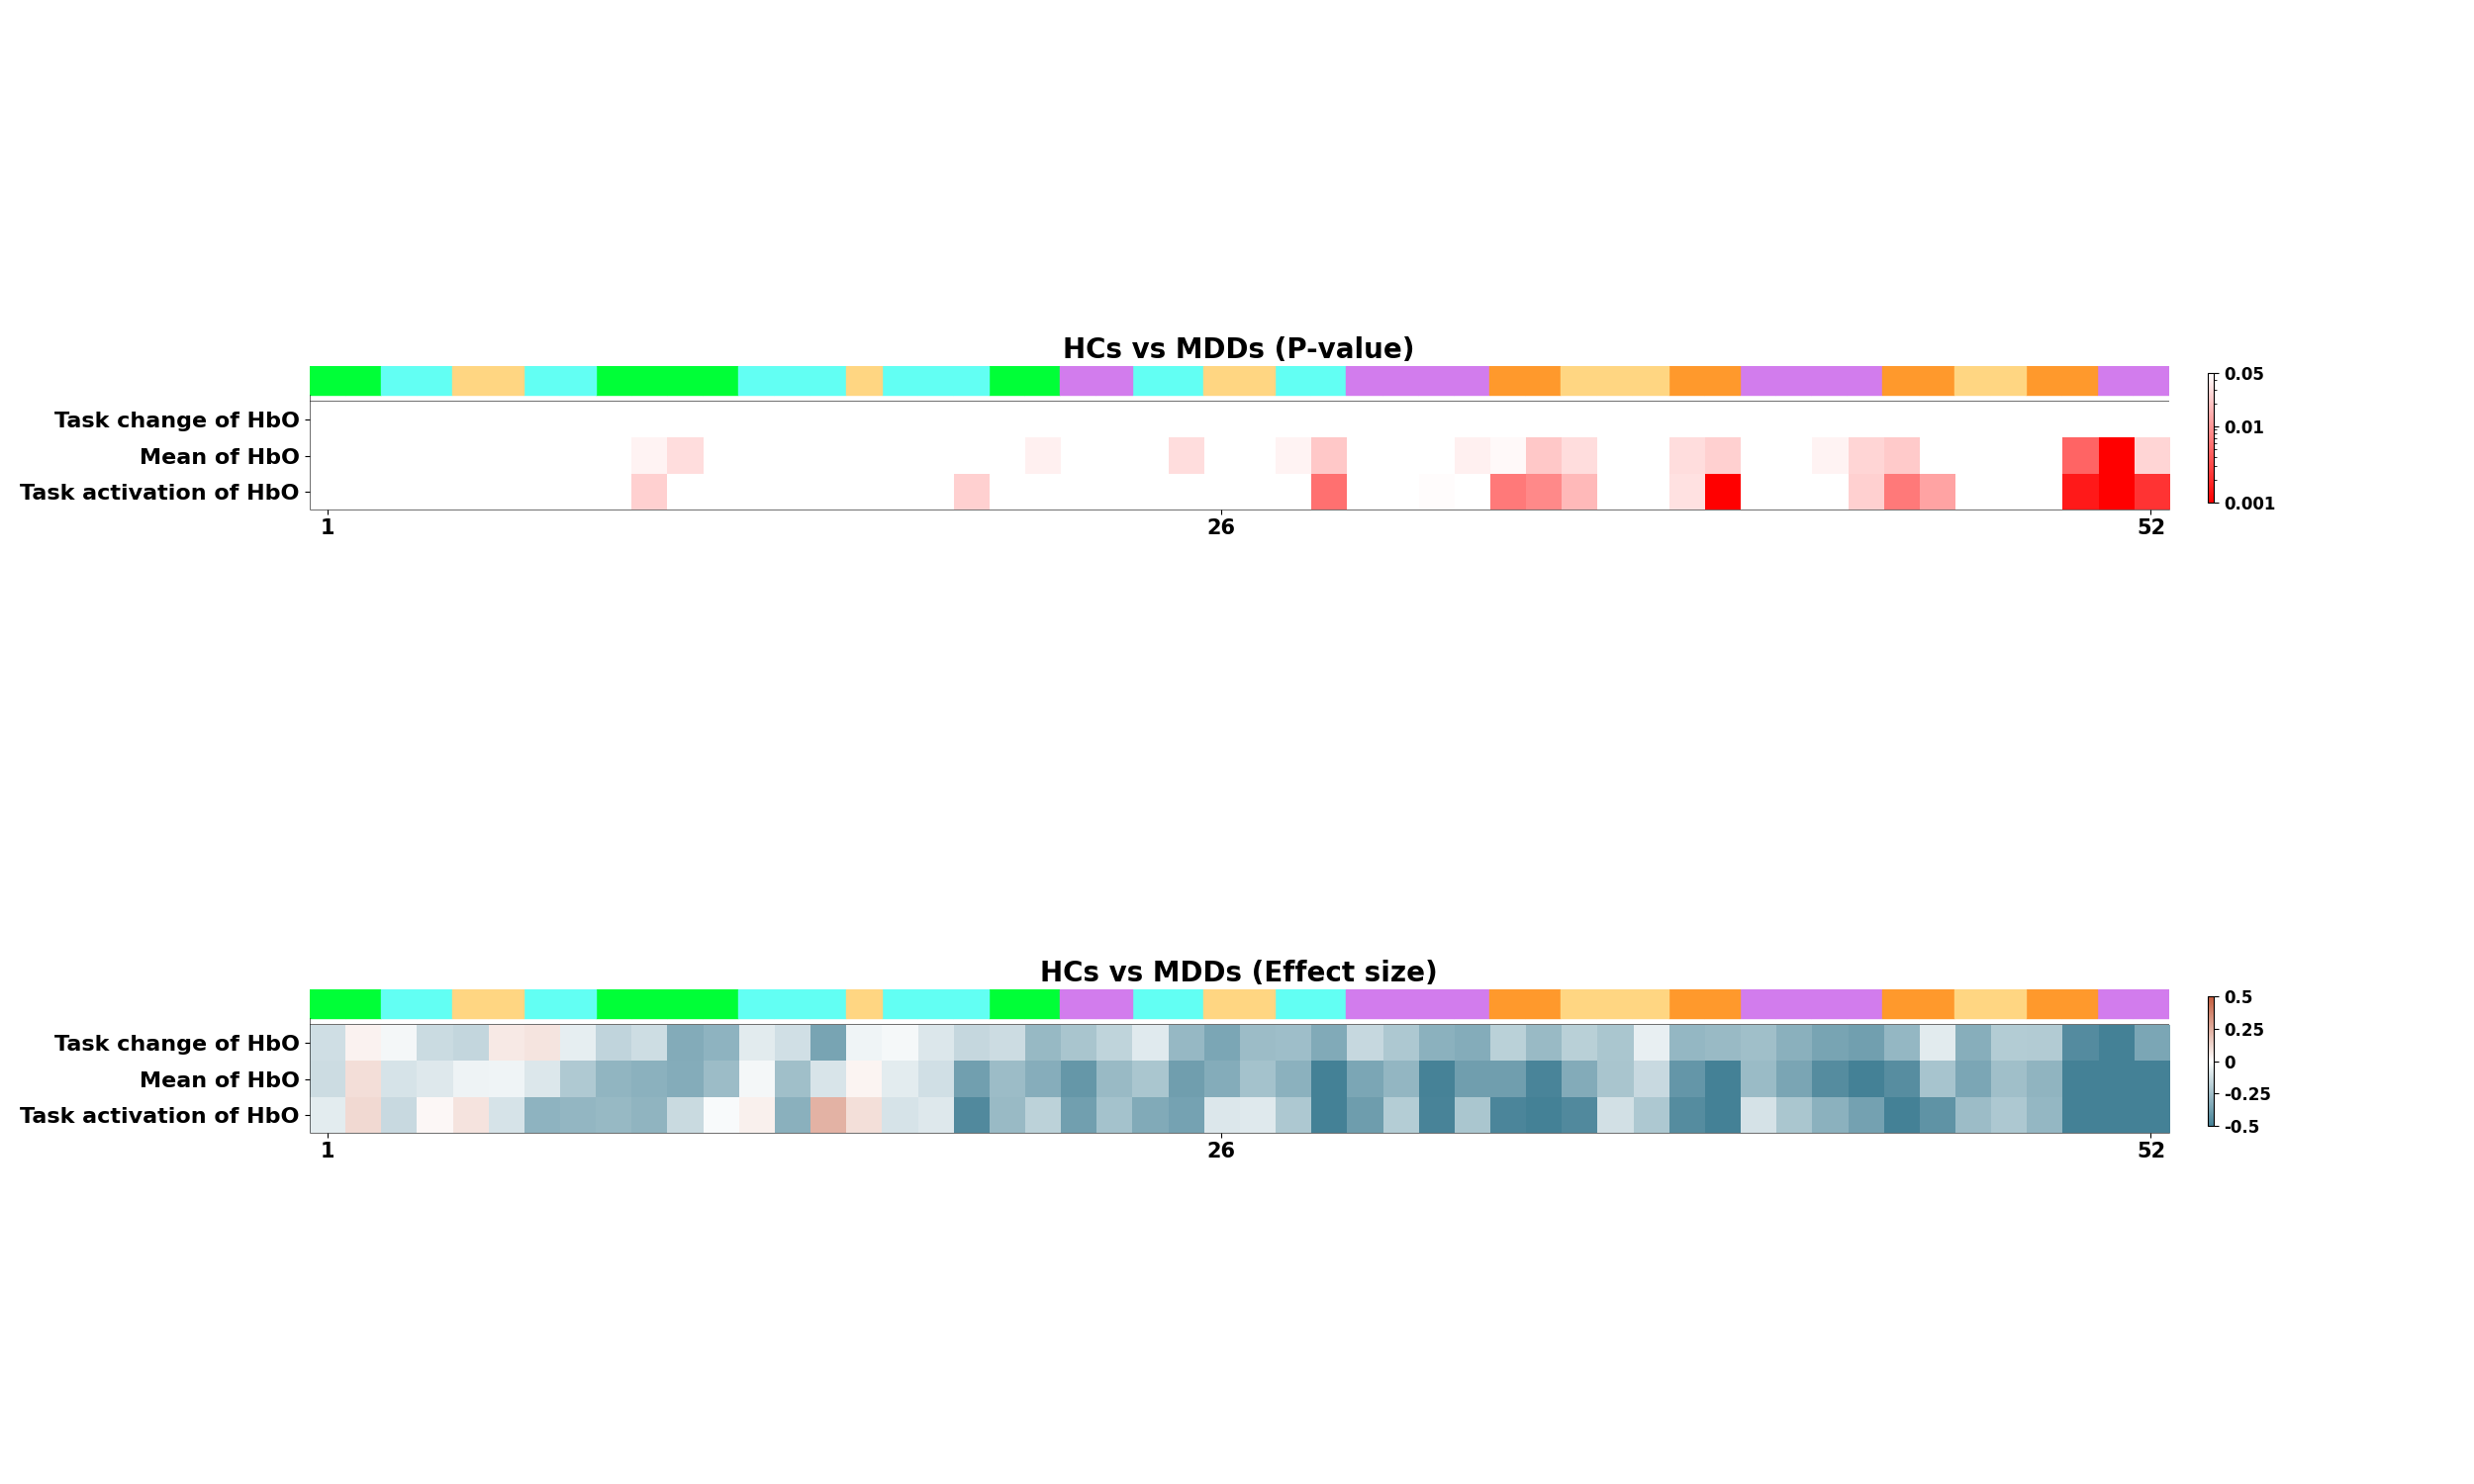 HCs vs MDDs (P-value)
Task change of HbO
Mean of HbO
Task activation of HbO
1 26 52
0.05
0.01
0.001
HCs vs MDDs (Effect size)
Task change of HbO
Mean of HbO
Task activation of HbO
1 26 52
0.5
0.25
0
-0.25
-0.5